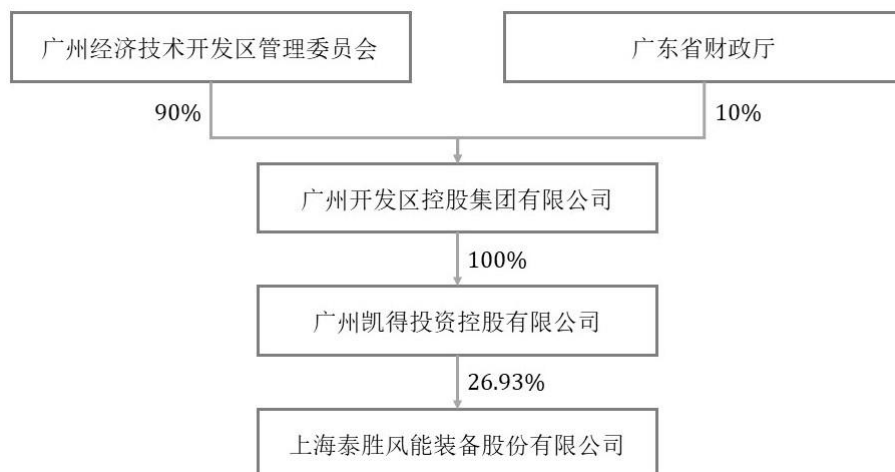 广州经济技术开发区管理委员会
广东省财政厅
90%
10%
广州开发区控股集团有限公司
100%
广州凯得投资控股有限公司
26.93%
上海泰胜风能装备股份有限公司